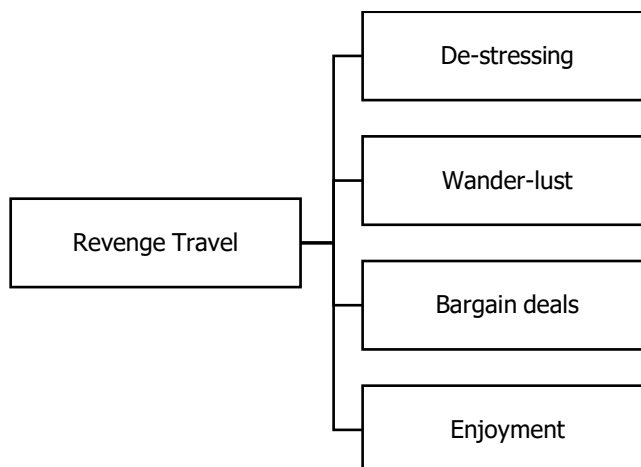 De-stressing
Wander-lust
Revenge Travel
Bargain deals
Enjoyment